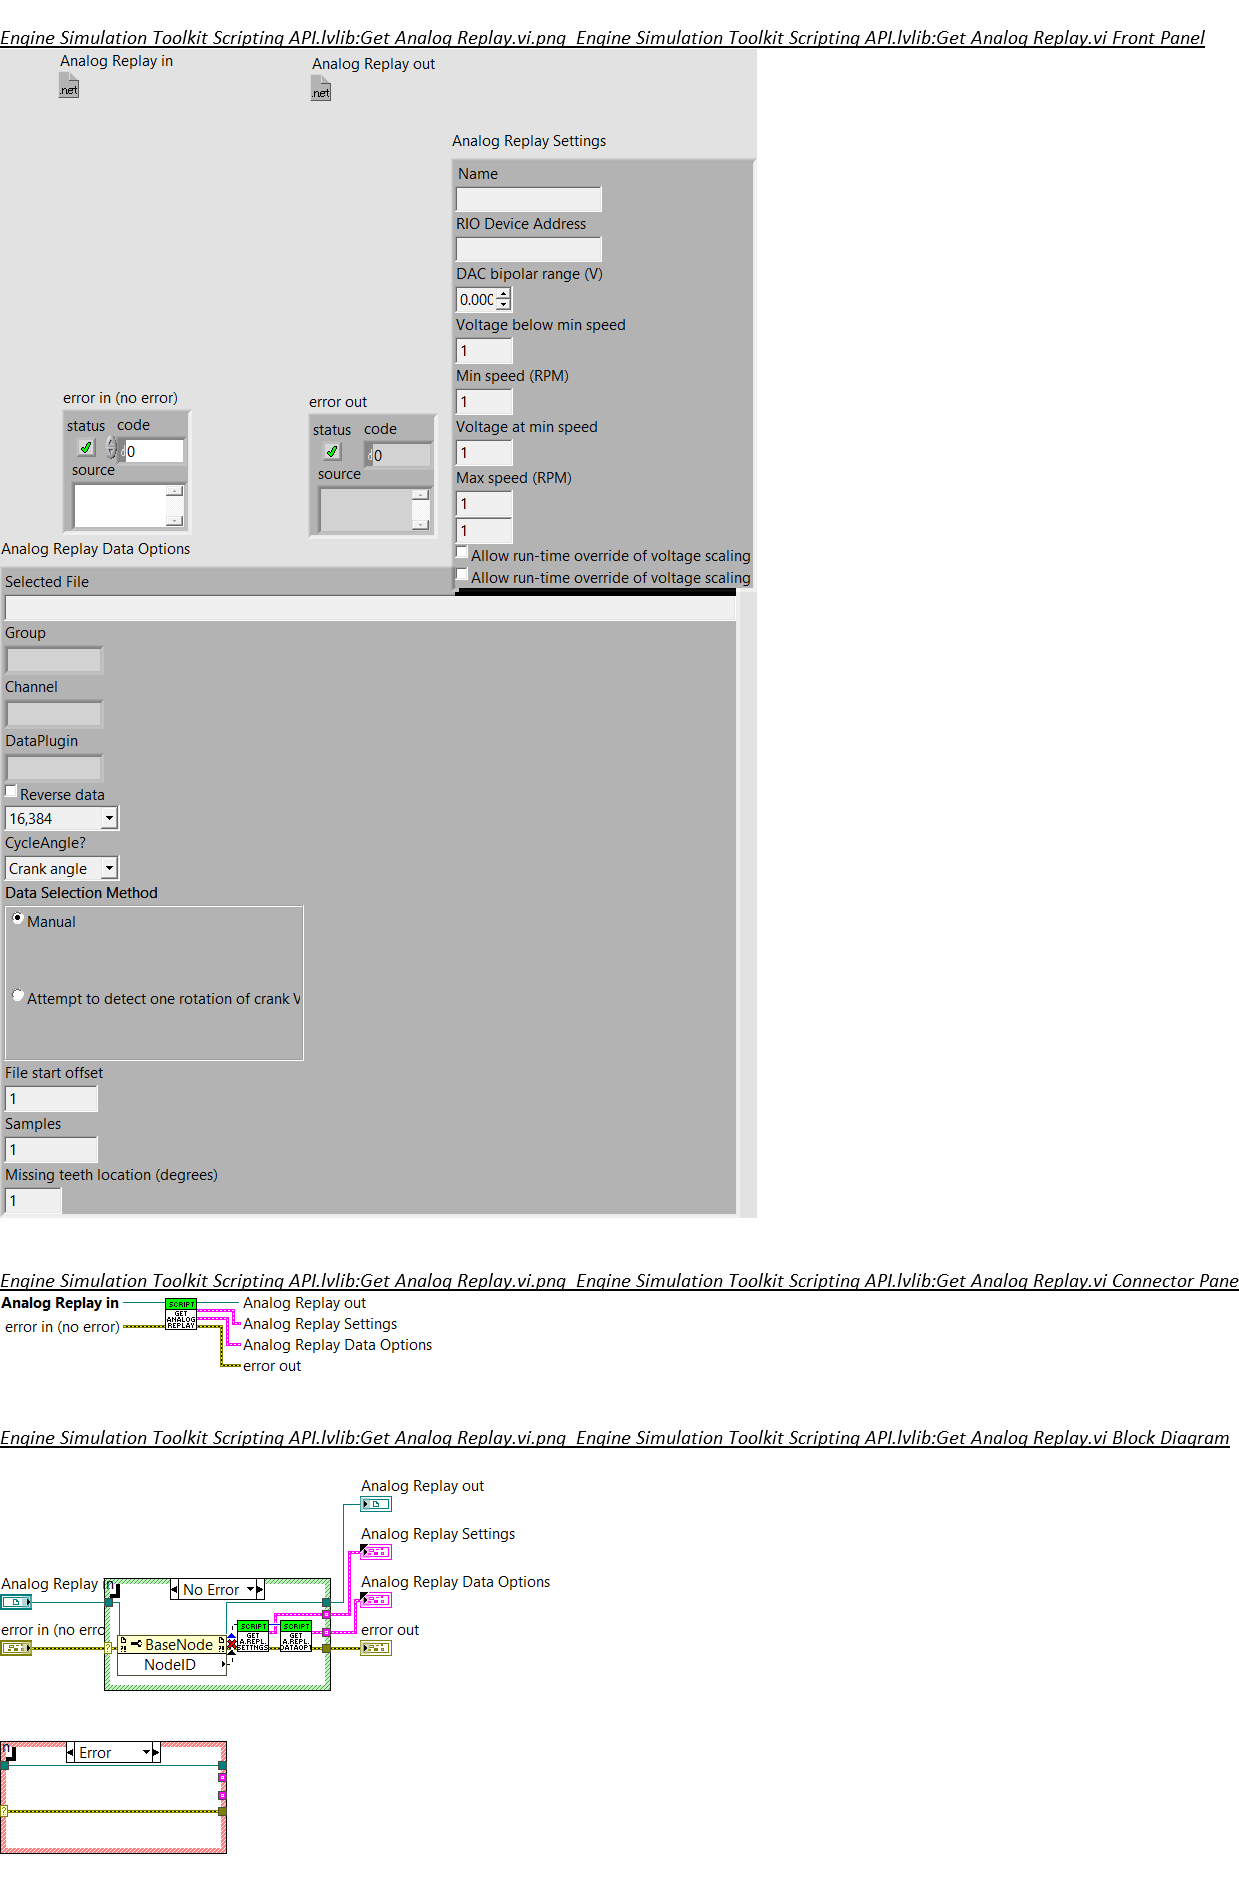 Engine Simulation Toolkit Scripting API.lvlib:Get Analog Replay.vi.png Engine Simulation Toolkit Scripting API.lvlib:Get Analog Replay.vi Front Panel
Analog Replay in
Analog Replay out
.net
.net
Analog Replay Settings
Name
RIO Device Address
DAC bipolar range (V)
0.000
Voltage below min speed
1
Min speed (RPM)
1
Voltage at min speed
1
Max speed (RPM)
1
1
Allow run-time override of voltage scaling
Allow run-time override of voltage scaling
error in (no error)
status code
d0
source
error out
status code
d0
source
Analog Replay Data Options
Selected File
Group
Channel
DataPlugin
Reverse data
16,384
CycleAngle?
Crank angle
Data Selection Method
Manual
Attempt to detect one rotation of crank V
File start offset
1
Samples
1
Missing teeth location (degrees)
1
Engine Simulation Toolkit Scripting API.lvlib:Get Analog Replay.vi.png Engine Simulation Toolkit Scripting API.lvlib:Get Analog Replay.vi Connector Pane
Analog Replay in
error in (no error)
SCRIPT
GET
ANALOG
REPLAY
Analog Replay out
Analog Replay Settings
Analog Replay Data Options
error out
Engine Simulation Toolkit Scripting API.lvlib:Get Analog Replay.vi.png Engine Simulation Toolkit Scripting API.lvlib:Get Analog Replay.vi Block Diagram
Analog Replay out
Analog Replay Settings
Analog Replay Data Options
Analog Replay in
No Error
error in (no erro
error out
BaseNode
NodeID
SCRIPT
GET
A.REPL.
SETTNGS
SCRIPT
GET
A.REPL.
DATAOPT
n
Error